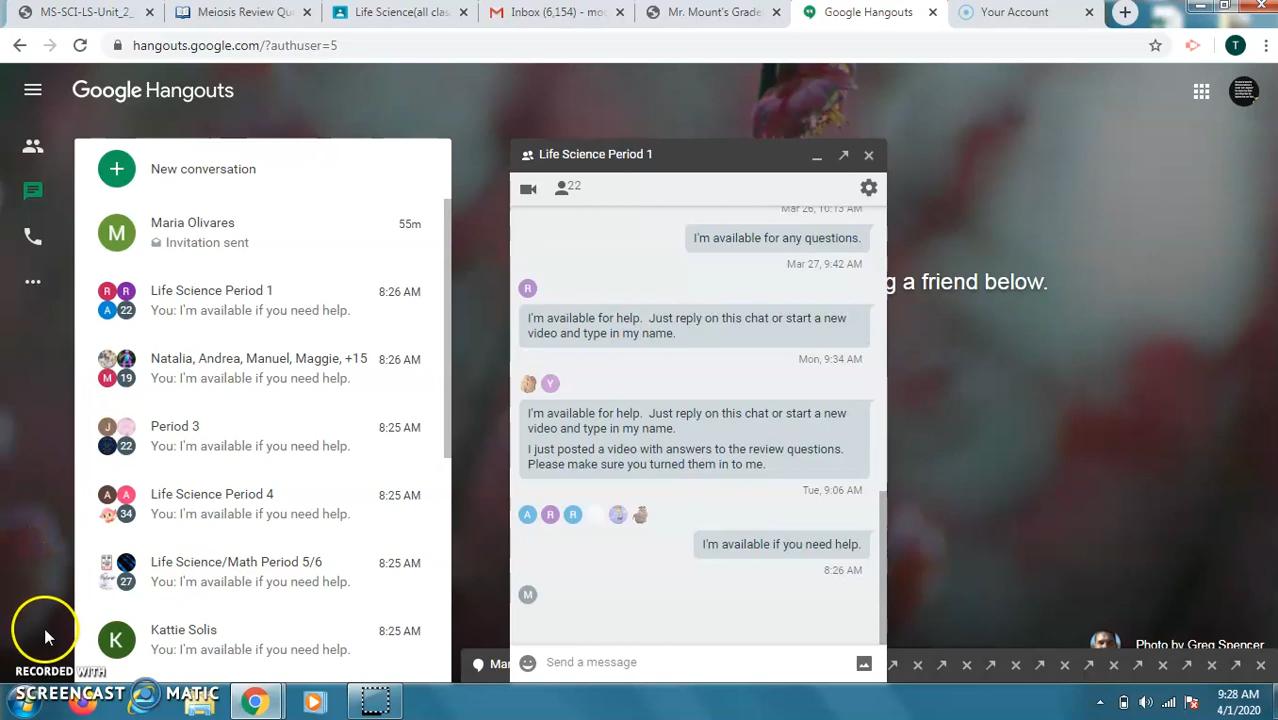 MS-SCI-LS-Unit_2_
Meiosis Review Qu
Life Science(all clas
Inbox (6,154) - moc
Mr. Mount's Grade
Google Hangouts
Your Account
hangouts.google.com/?authuser=5
T
Google Hangouts
New conversation
M
Maria Olivares
55m
Invitation sent
R R
A 22
Life Science Period 1
8:26 AM
You: I'm available if you need help.
Natalia, Andrea, Manuel, Maggie, +15
8:26 AM
M 19
You: I'm available if you need help.
J
22
Period 3
8:25 AM
You: I'm available if you need help.
A A
34
Life Science Period 4
8:25 AM
You: I'm available if you need help.
27
Life Science/Math Period 5/6
8:25 AM
You: I'm available if you need help.
K
Kattie Solis
8:25 AM
You: I'm available if you need help.
Life Science Period 1
22
Mar 26, 10:13 AM
I'm available for any questions.
Mar 27, 9:42 AM
R
I'm available for help. Just reply on this chat or start a new
video and type in my name.
Mon, 9:34 AM
Y
I'm available for help. Just reply on this chat or start a new
video and type in my name.
I just posted a video with answers to the review questions.
Please make sure you turned them in to me.
Tue, 9:06 AM
A R R
I'm available if you need help.
8:26 AM
M
Send a message
g a friend below.
Photo by Greg Spencer
Mar
RECORDED WITH
SCREENCAST MATIC
9:28 AM
4/1/2020